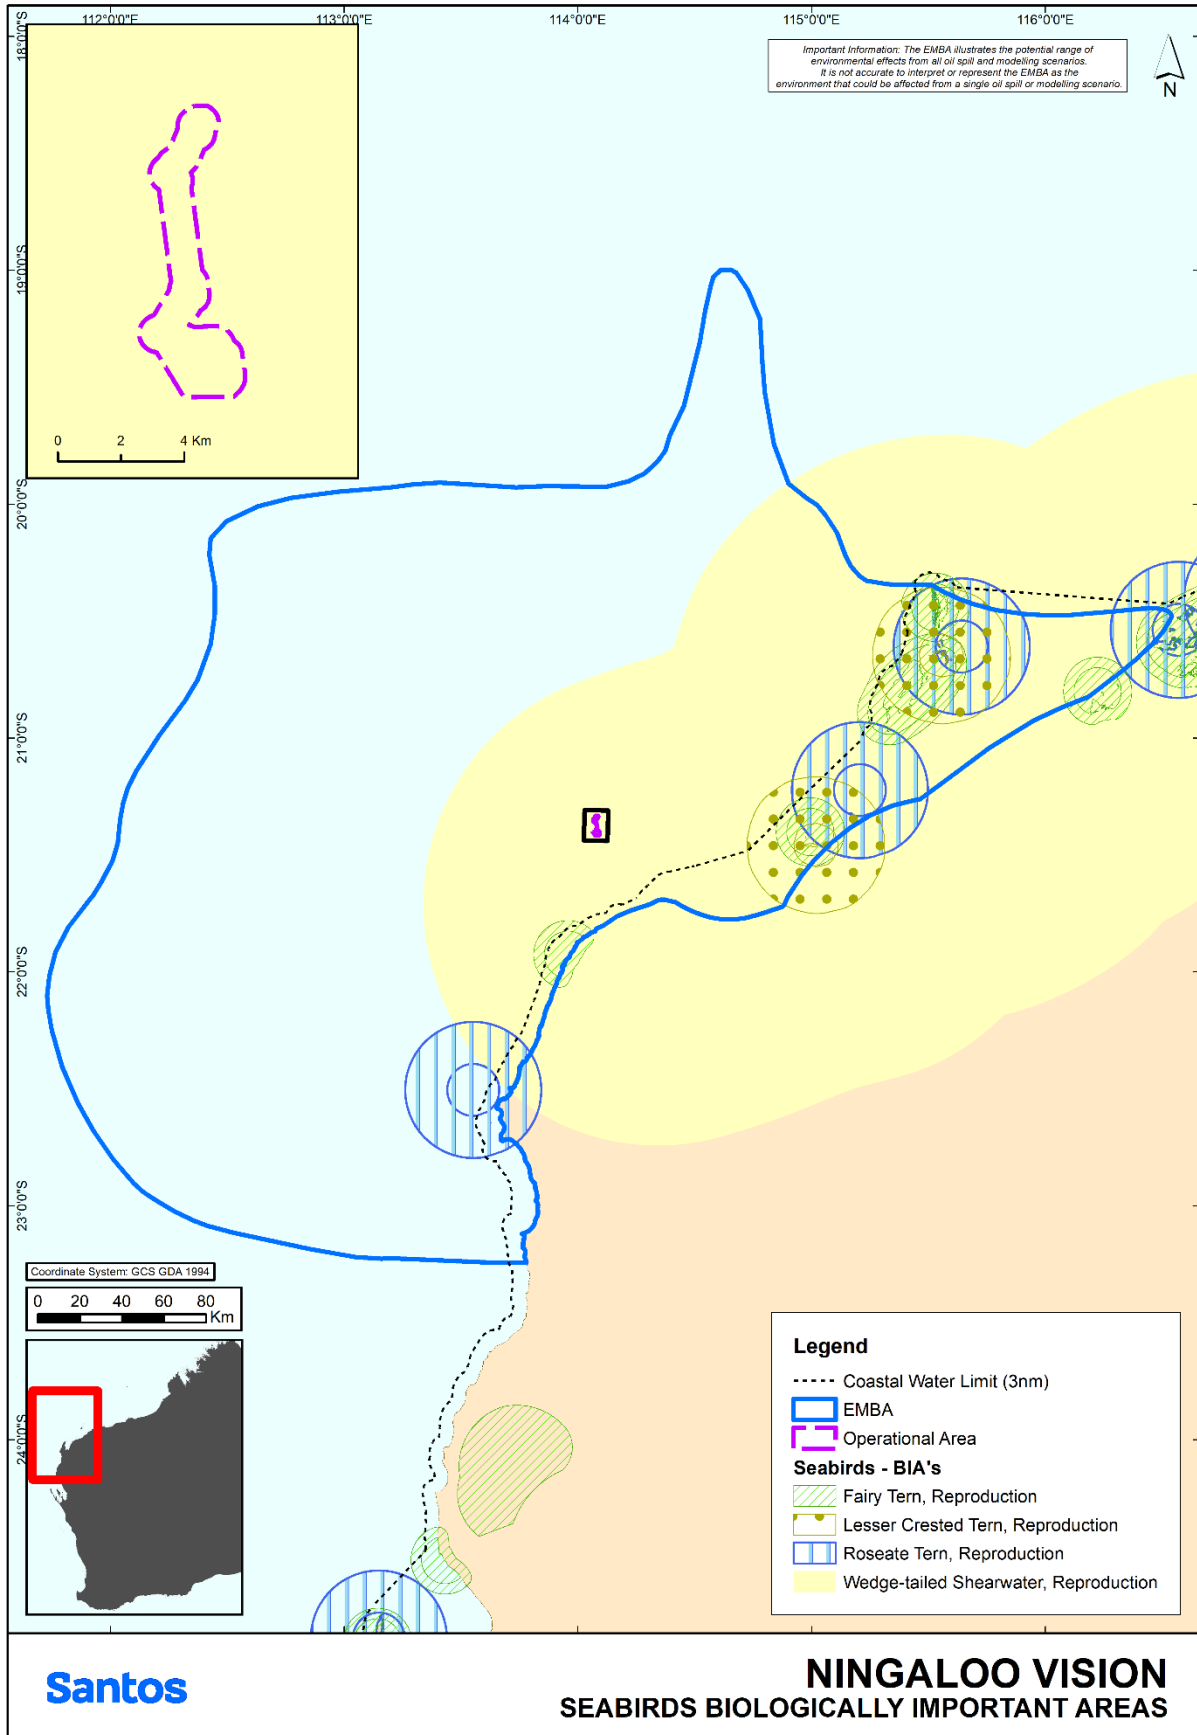 112°0'0"S
113°0'0"S
114°0'0"S
115°0'0"S
116°0'0"S
18°0'0"S
19°0'0"S
20°0'0"S
21°0'0"S
22°0'0"S
23°0'0"S
24°0'0"S
Important Information: The EMBA illustrates the potential range of
environmental effects from all oil spill and modelling scenarios.
It is not accurate to interpret or represent the EMBA as the
environment that could be affected from a single oil spill or modelling scenario.
N
0 2 4 Km
Coordinate System: GCS GDA 1994
0 20 40 60 80
Km
Legend
Coastal Water Limit (3nm)
EMBA
Operational Area
Seabirds - BIA's
Fairy Tern, Reproduction
Lesser Crested Tern, Reproduction
Roseate Tern, Reproduction
Wedge-tailed Shearwater, Reproduction
Santos
NINGALOO VISION
SEABIRDS BIOLOGICALLY IMPORTANT AREAS